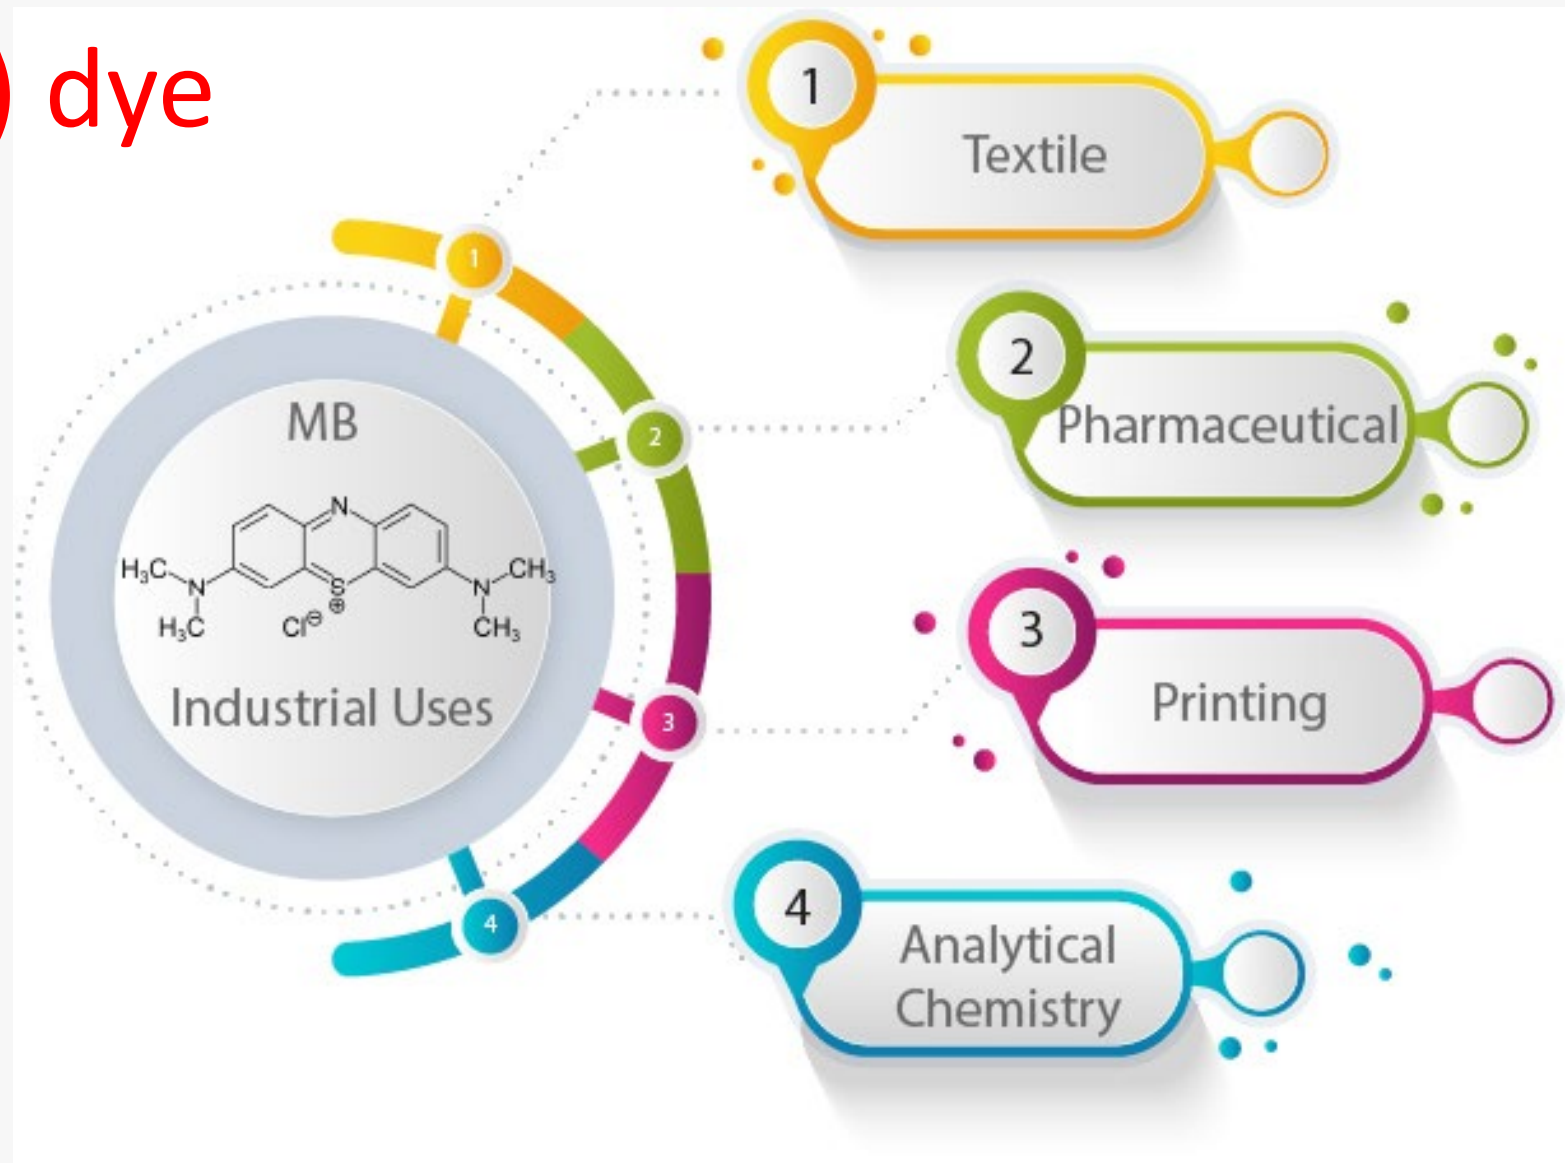 ) dye
1
Textile
1
2
Pharmaceutical
2
MB
N
H₃C
N
S
⊕
N
CH₃
H₃C
Cl⊖
CH₃
Industrial Uses
3
Printing
3
4
Analytical
Chemistry
4